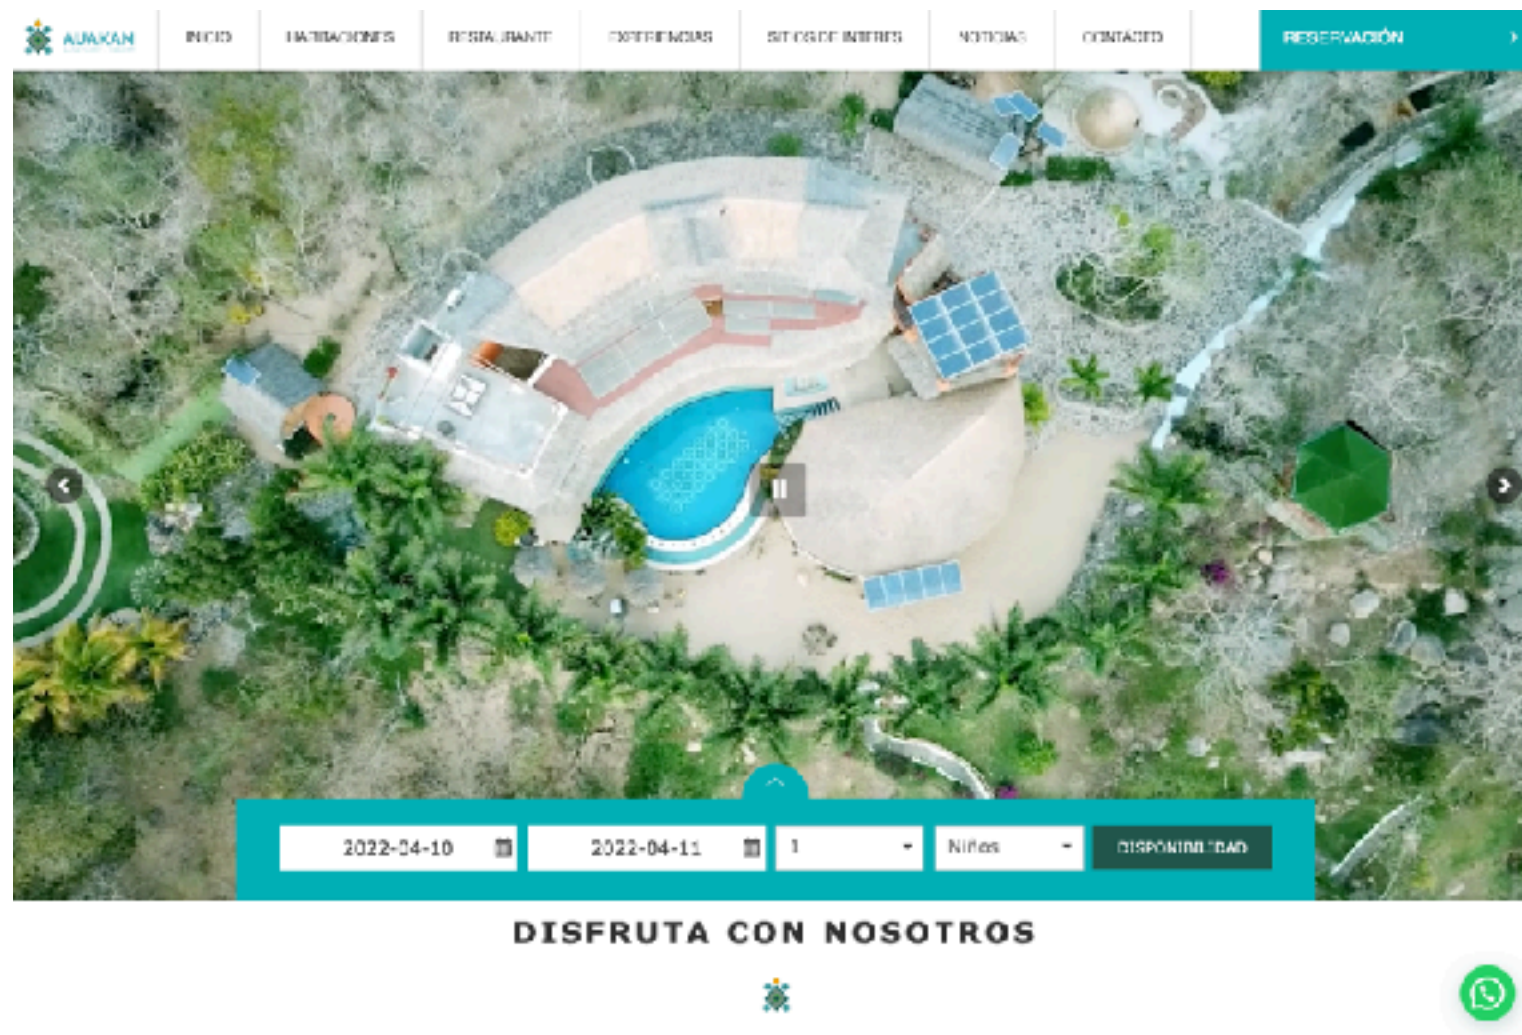 AUAKAN
INICIO
HABITACIONES
RESTAURANTE
EXPERIENCIAS
SITIOS DE INTERES
NOTICIAS
CONTÁCTO
RESERVACIÓN
2022-04-10
2022-04-11
1
Niños
DISPONIBILIDAD
DISFRUTA CON NOSOTROS